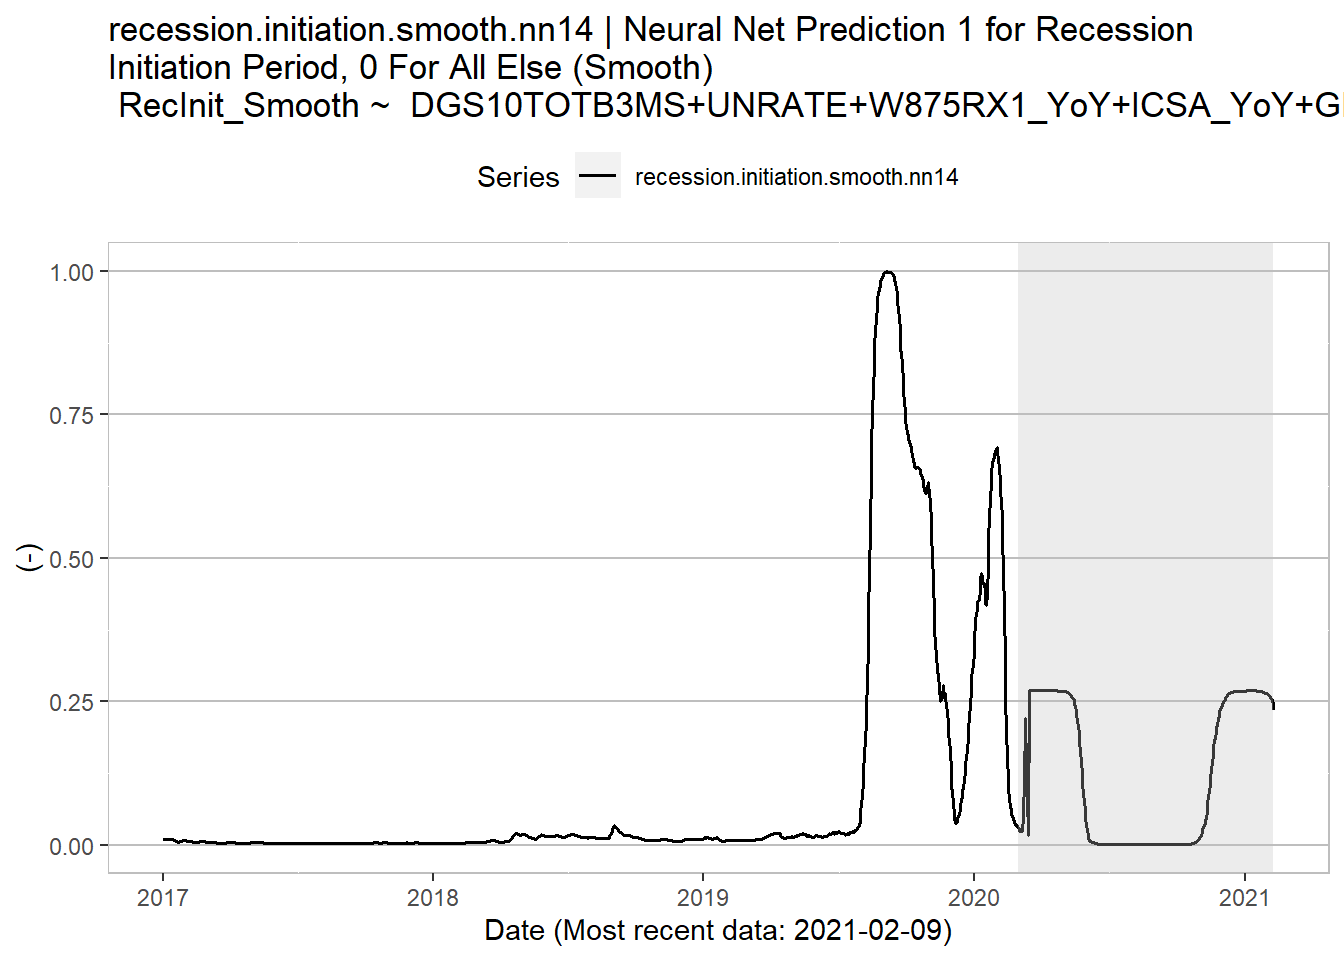 recession.initiation.smooth.nn14 | Neural Net Prediction 1 for Recession
Initiation Period, 0 For All Else (Smooth)
RecInit_Smooth ~ DGS10TOTB3MS+UNRATE+W875RX1_YoY+ICSA_YoY+G
Series recession.initiation.smooth.nn14
1.00
0.75
0.50
0.25
0.00
(-)
2017 2018 2019 2020 2021
Date (Most recent data: 2021-02-09)